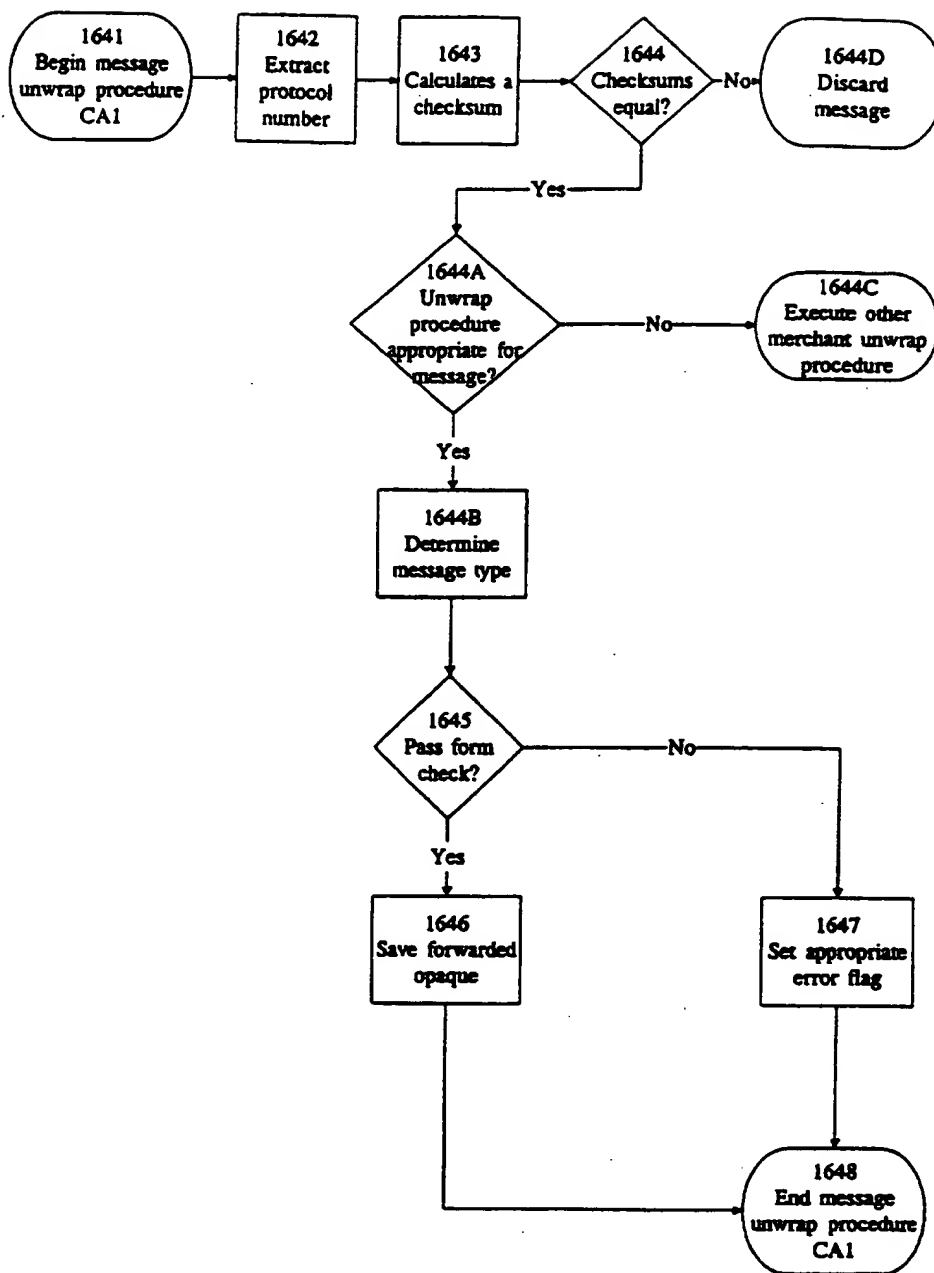 1641
Begin message
unwrap procedure
CA1
1642
Extract
protocol
number
1643
Calculates a
checksum
1644
Checksums
equal?
No
1644D
Discard
message
Yes
1644A
Unwrap
procedure
appropriate for
message?
No
1644C
Execute other
merchant unwrap
procedure
Yes
1644B
Determine
message type
1645
Pass form
check?
No
Yes
1646
Save forwarded
opaque
1647
Set appropriate
error flag
1648
End message
unwrap procedure
CA1